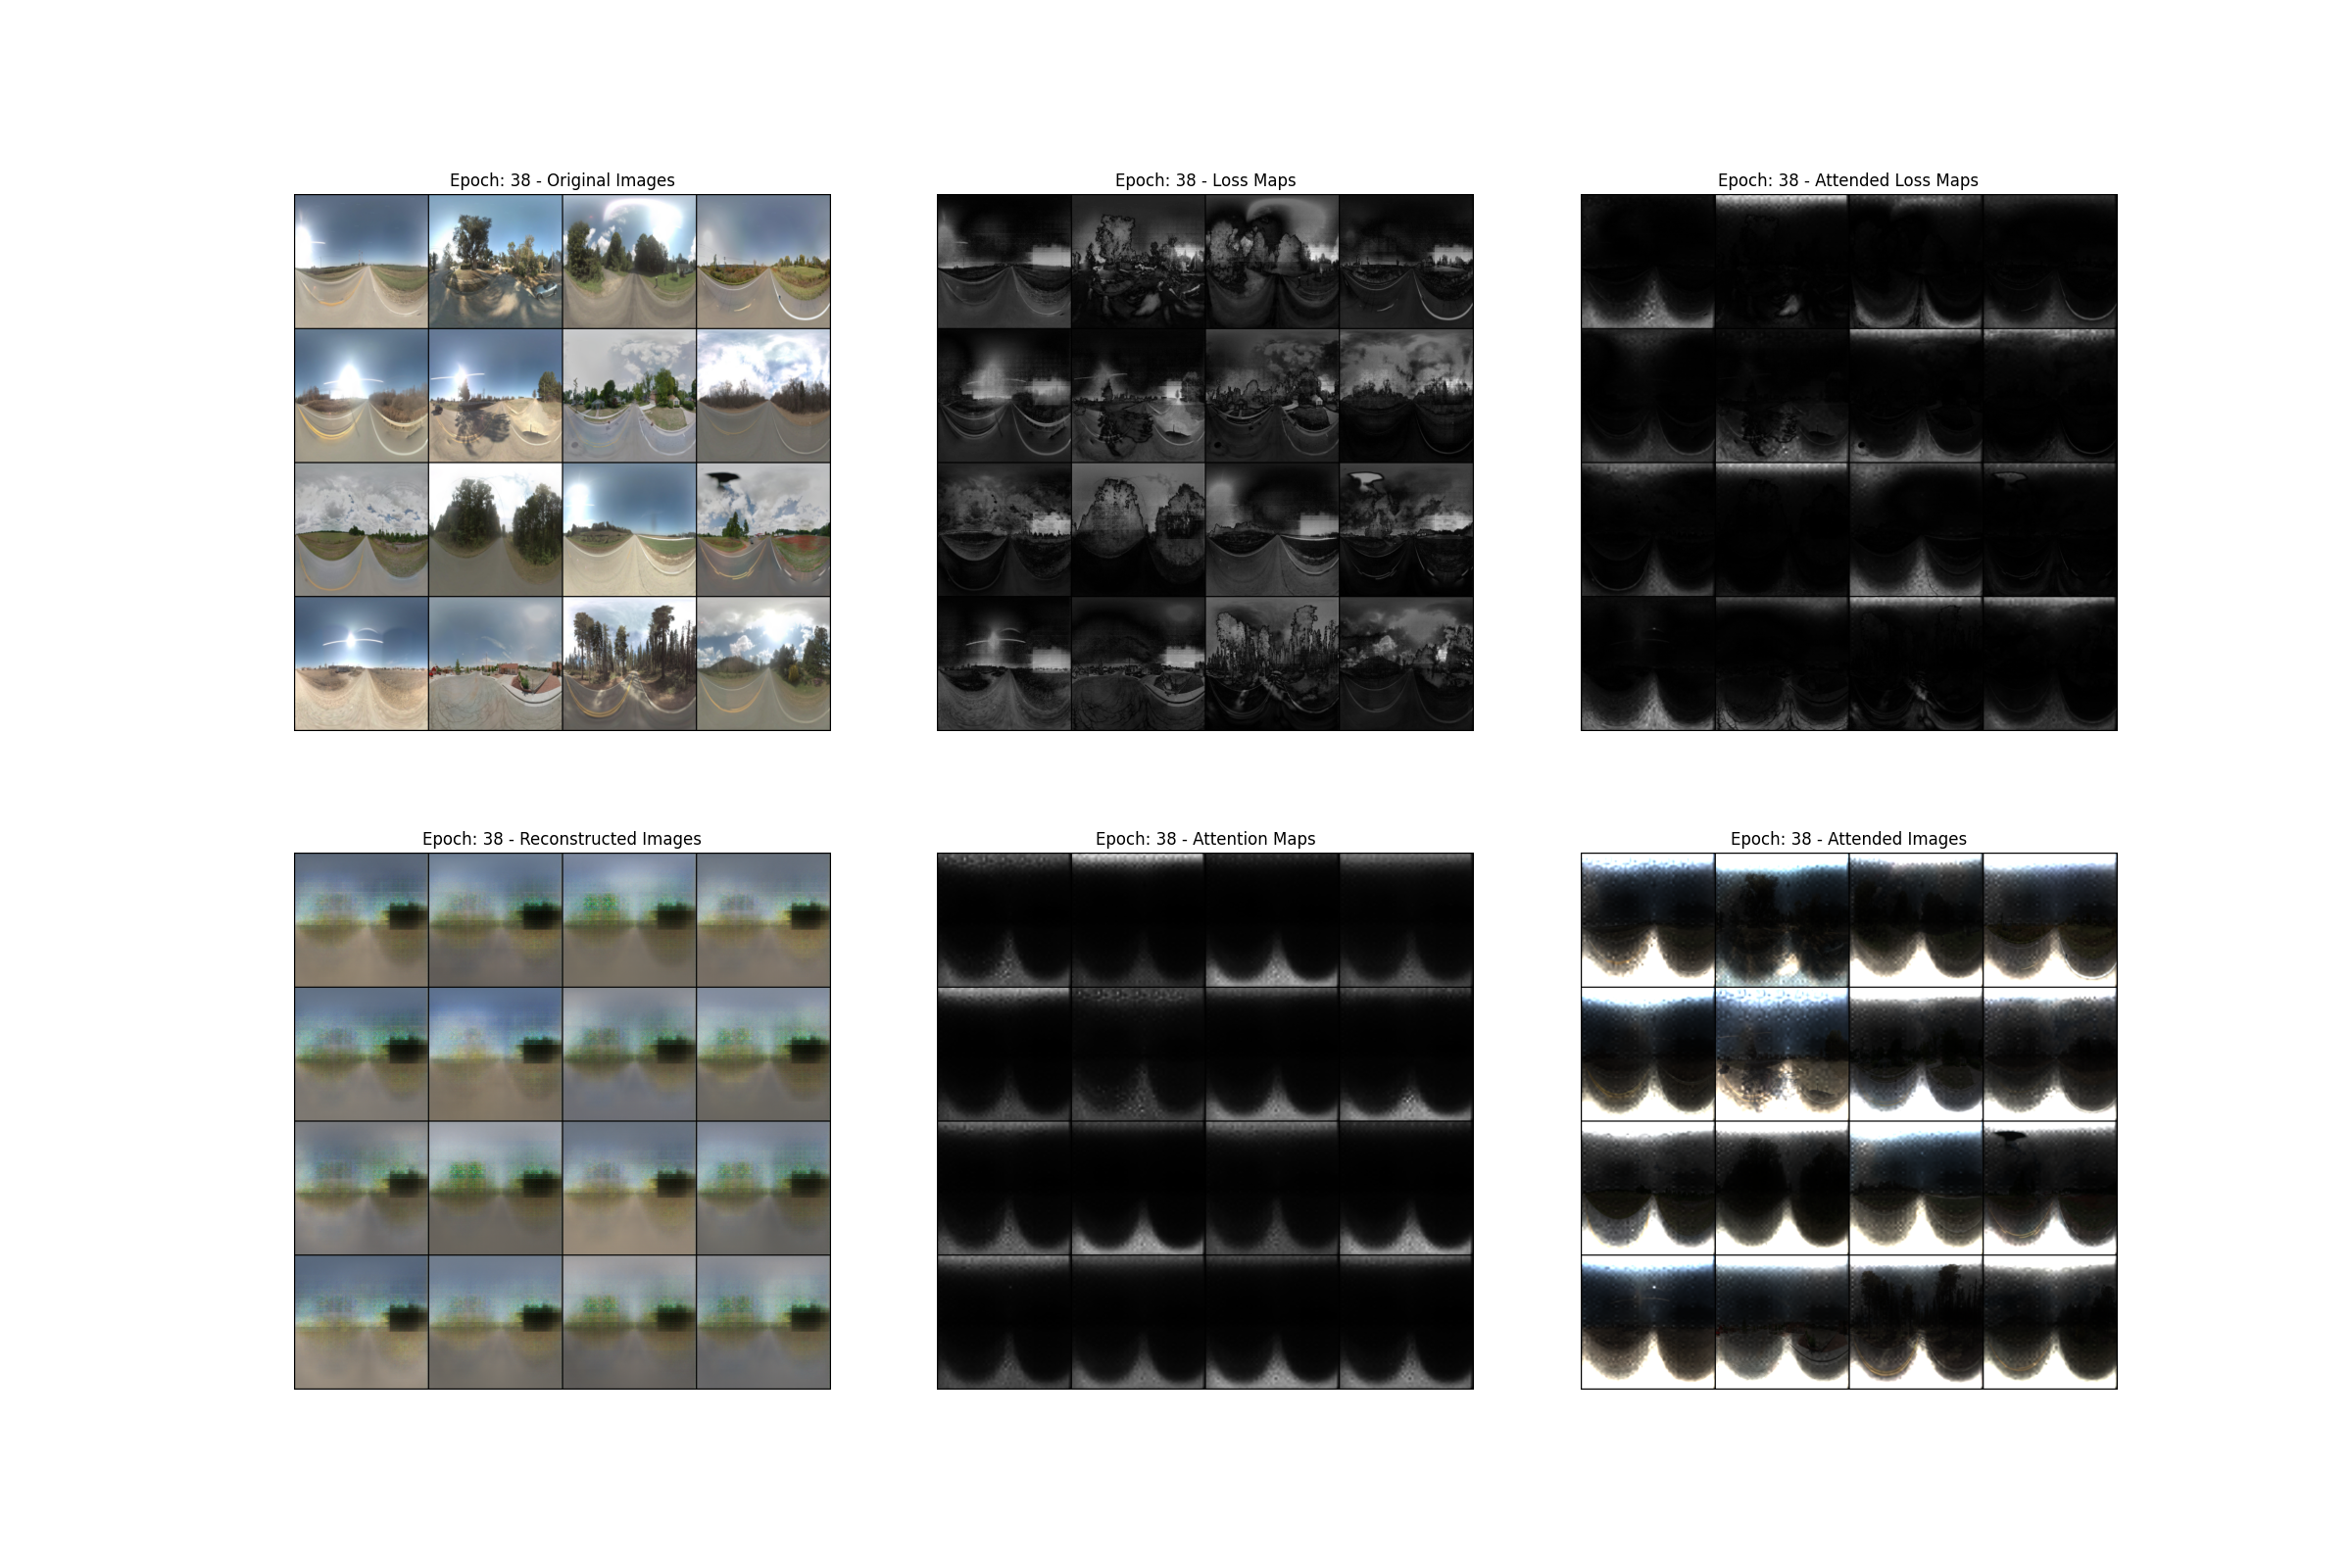 Epoch: 38 - Original Images
Epoch: 38 - Loss Maps
Epoch: 38 - Attended Loss Maps
Epoch: 38 - Reconstructed Images
Epoch: 38 - Attention Maps
Epoch: 38 - Attended Images